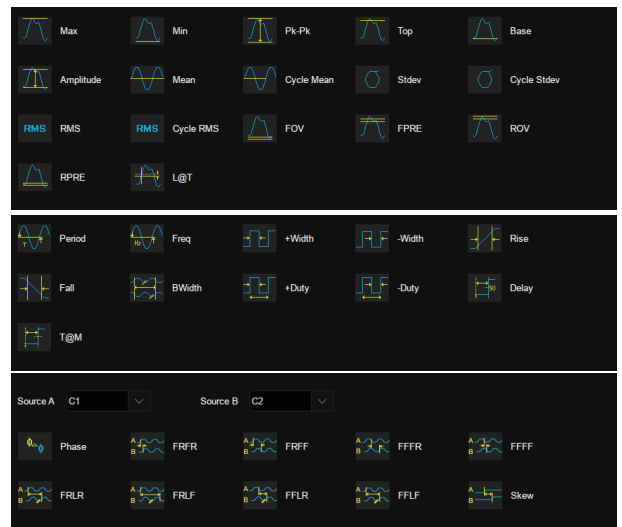 Max Min Pk-Pk Top Base
Amplitude Mean Cycle Mean Stdev Cycle Stdev
RMS RMS RMS Cycle RMS FOV FPRE ROV
RPRE L@T
T Period Hz Freq +Width -Width Rise
Fall BWidth +Duty -Duty 50 Delay
T@M
Source A C1 Source B C2
Φ Φ Phase A B FRFR A B FRFF A B FFFR A B FFFF
A B FRLR A B FRLF A B FFLR A B FFLF A B Skew